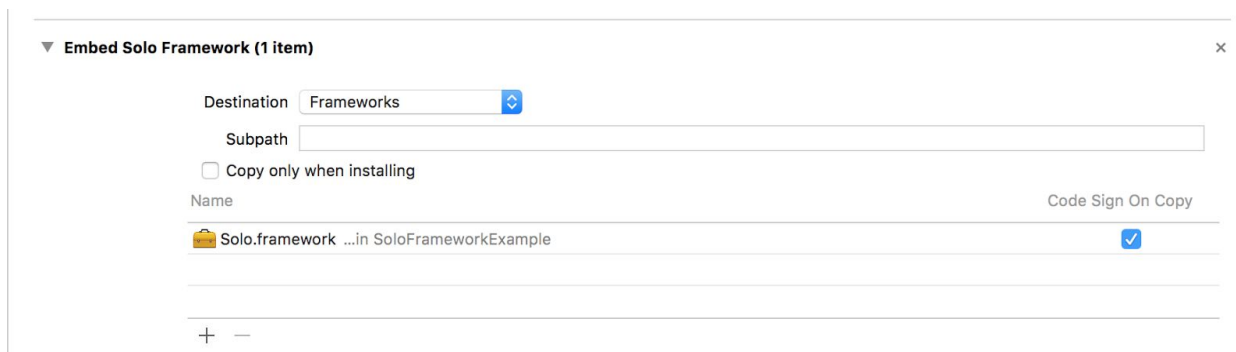 Embed Solo Framework (1 item)
Destination Frameworks
Subpath
Copy only when installing
Name Code Sign On Copy
Solo.framework ...in SoloFrameworkExample